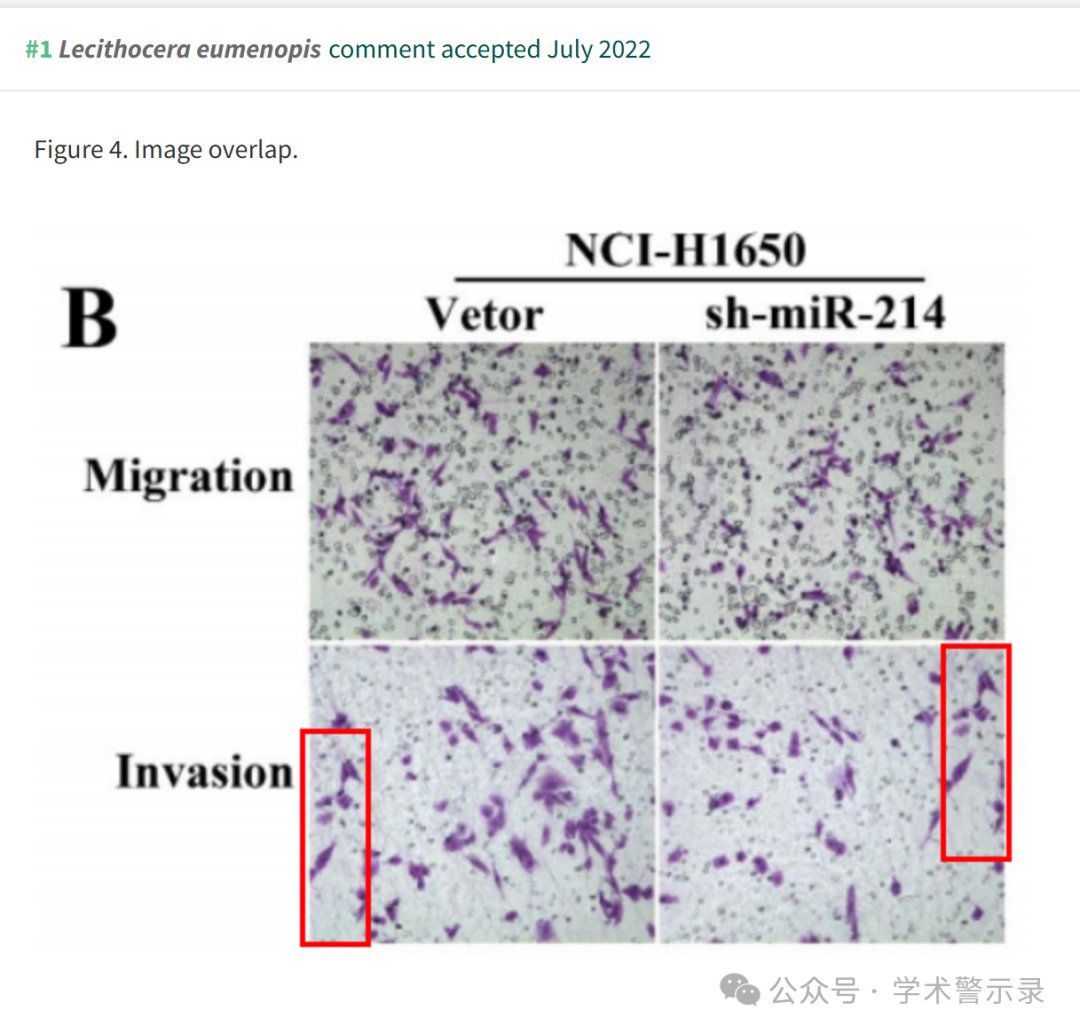 #1 Lecithocera eumenopis comment accepted July 2022
Figure 4. Image overlap.
NCI-H1650
B
Vetor sh-miR-214
Migration
Invasion
公众号 · 学术警示录